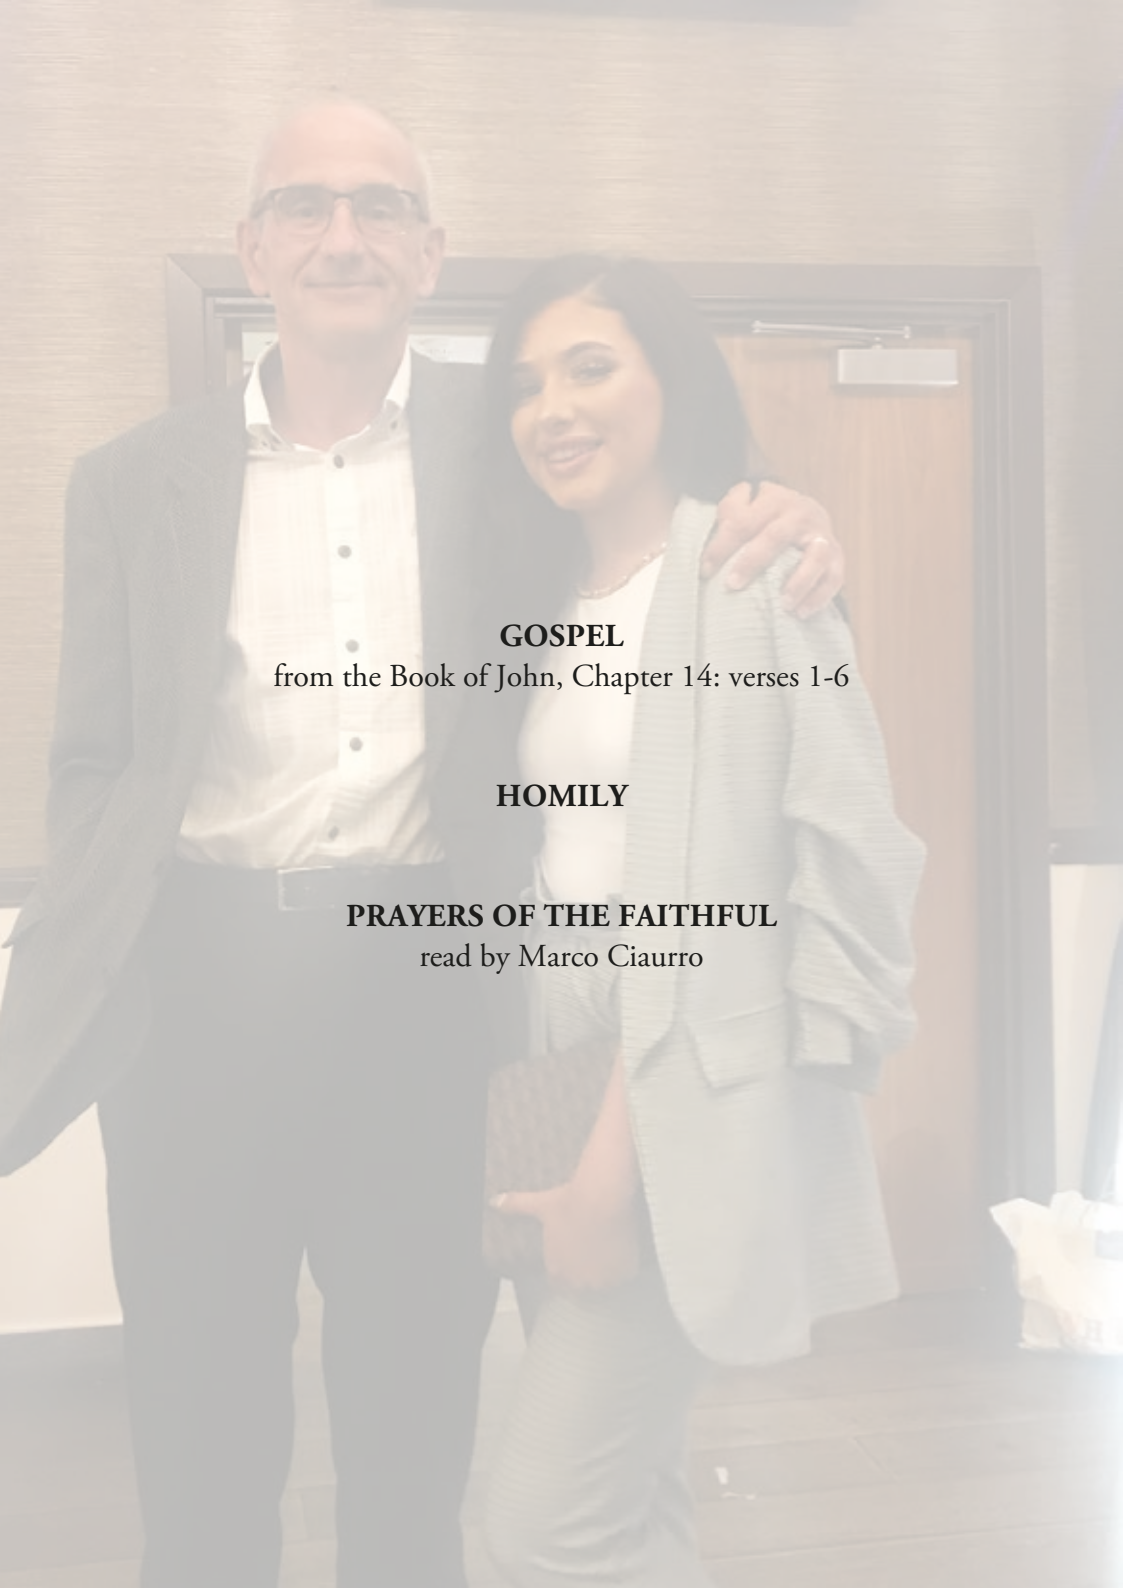 GOSPEL
from the Book of John, Chapter 14: verses 1-6
HOMILY
PRAYERS OF THE FAITHFUL
read by Marco Ciaurro